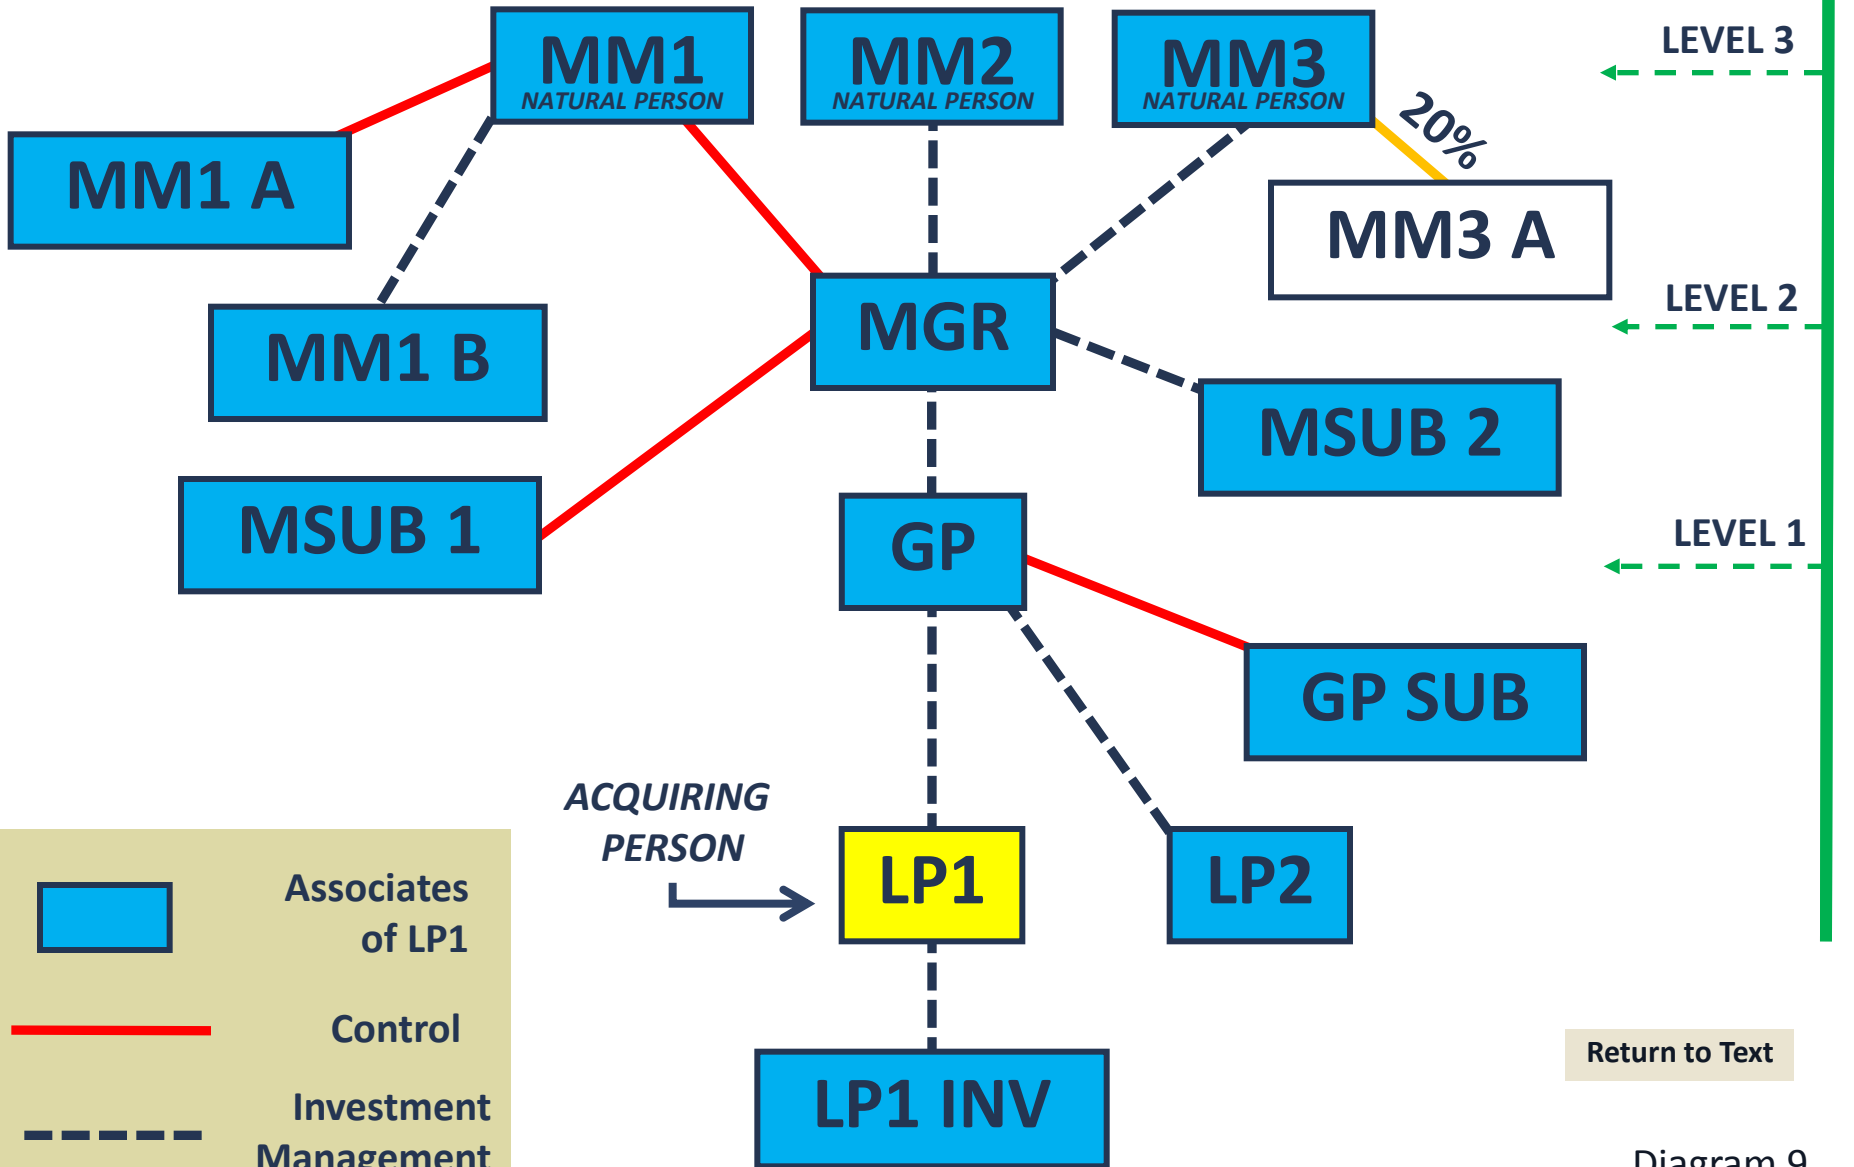 MM1
NATURAL PERSON
MM2
NATURAL PERSON
MM3
NATURAL PERSON
LEVEL 3
20%
MM1 A
MM3 A
LEVEL 2
MM1 B
MGR
MSUB 2
MSUB 1
GP
LEVEL 1
GP SUB
ACQUIRING
PERSON
LP1
LP2
Associates
of LP1
Control
Investment
Management
LP1 INV
Return to Text
Diagram 9